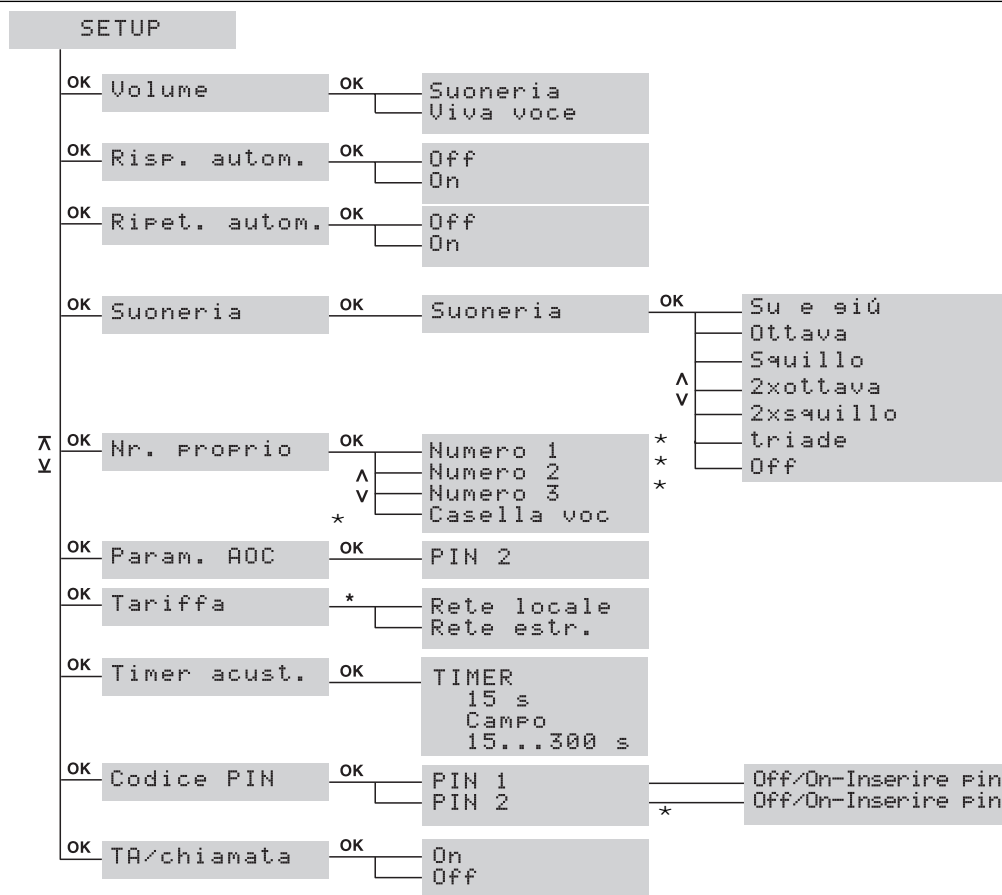 SETUP
OK Volume OK Suoneria
Viva voce
OK Risp. autom. OK Off
On
OK Ripet. autom. OK Off
On
OK Suoneria OK Suoneria OK Su e giú
Ottava
Squillo
2xottava
2xsquillo
triade
Off
OK Nr. proprio OK Numero 1 *
Numero 2 *
Numero 3 *
* Casella voc
OK Param. AOC OK PIN 2
OK Tariffa * Rete locale
Rete estr.
OK Timer acust. OK TIMER
15 s
Campo
15...300 s
OK Codice PIN OK PIN 1 Off/On-Inserire pin
PIN 2 * Off/On-Inserire pin
OK TA/chiamata OK On
Off